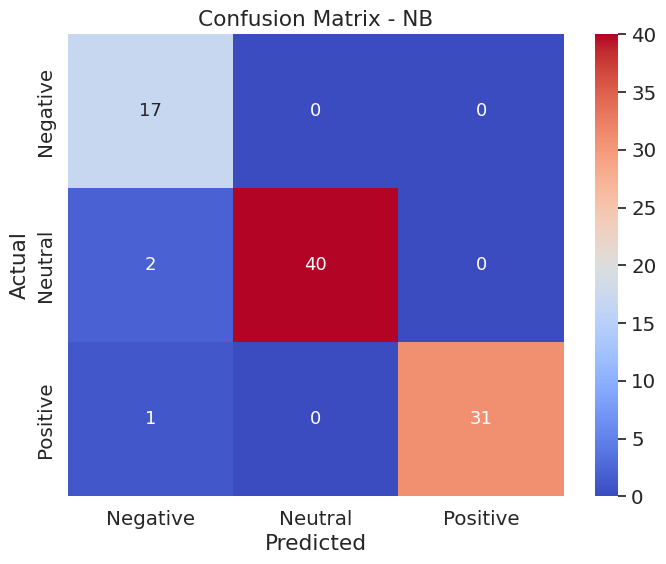 Confusion Matrix - NB
Actual
Negative
17 0 0
Neutral
2 40 0
Positive
1 0 31
Negative Neutral Positive
Predicted
40
35
30
25
20
15
10
5
0